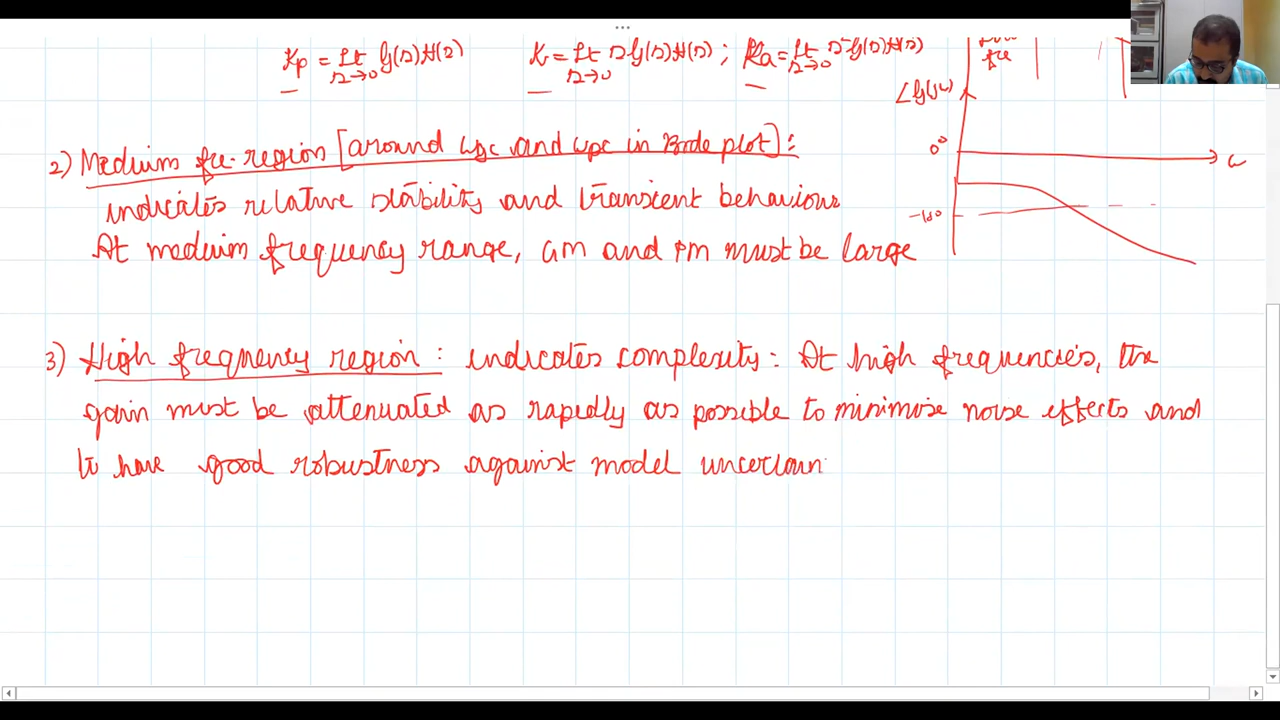 Kp = Lt G(s)H(s) K = Lt s G(s)H(s) ; Ka = Lt s² G(s)H(s)
s→0 s→0 s→0
fre
∠G(jω)
2) Medium fre. region [around ωgc and ωpc in Bode plot] :
0° ω
indicates relative stability and transient behaviour
-180
At medium frequency range, GM and PM must be large
3) High frequency region : indicates complexity : At high frequencies, the
gain must be attenuated as rapidly as possible to minimise noise effects and
to have good robustness against model uncertain